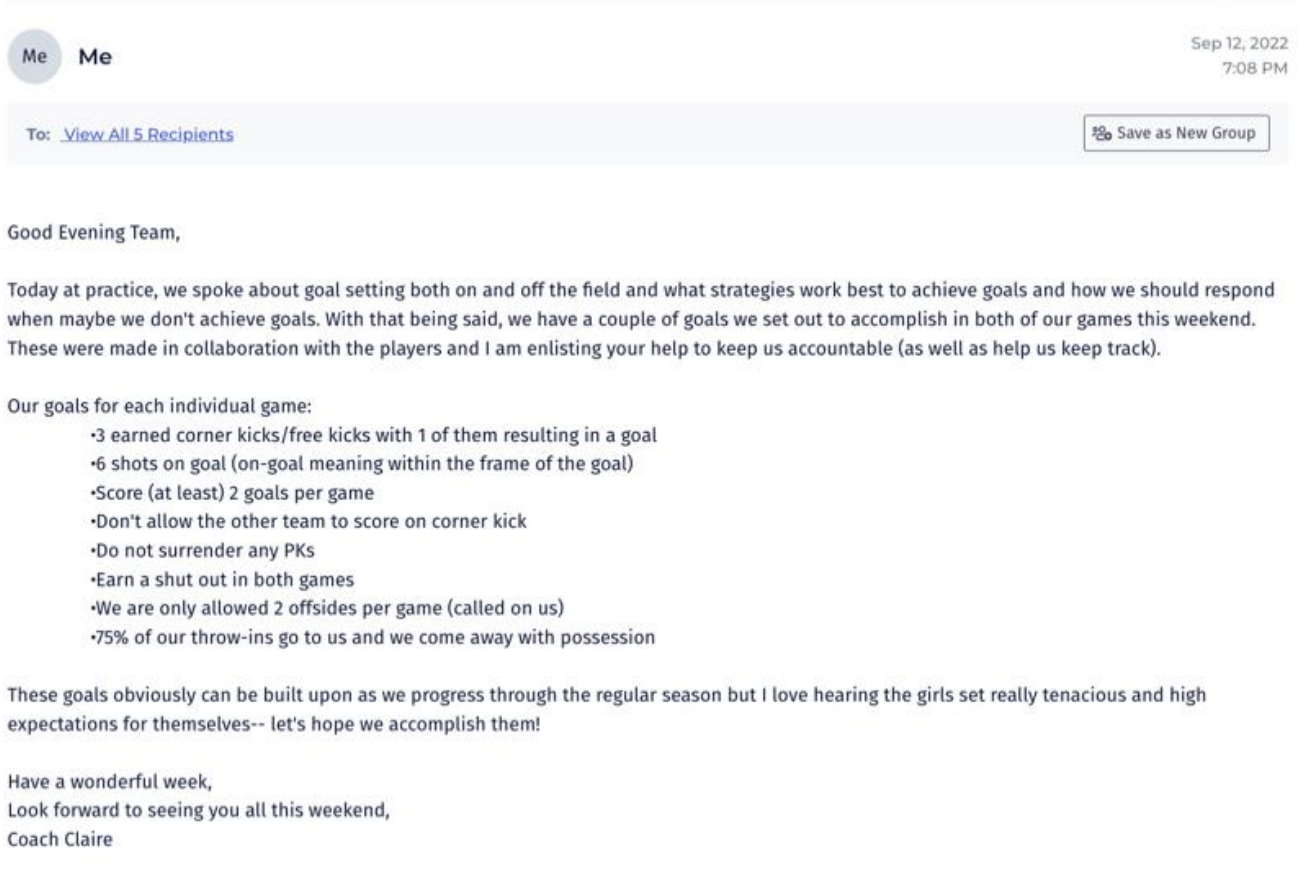 Me Me
Sep 12, 2022
7:08 PM
To: View All 5 Recipients
Save as New Group
Good Evening Team,
Today at practice, we spoke about goal setting both on and off the field and what strategies work best to achieve goals and how we should respond
when maybe we don't achieve goals. With that being said, we have a couple of goals we set out to accomplish in both of our games this weekend.
These were made in collaboration with the players and I am enlisting your help to keep us accountable (as well as help us keep track).
Our goals for each individual game:
•3 earned corner kicks/free kicks with 1 of them resulting in a goal
•6 shots on goal (on-goal meaning within the frame of the goal)
•Score (at least) 2 goals per game
•Don't allow the other team to score on corner kick
•Do not surrender any PKs
•Earn a shut out in both games
•We are only allowed 2 offsides per game (called on us)
•75% of our throw-ins go to us and we come away with possession
These goals obviously can be built upon as we progress through the regular season but I love hearing the girls set really tenacious and high
expectations for themselves-- let's hope we accomplish them!
Have a wonderful week,
Look forward to seeing you all this weekend,
Coach Claire